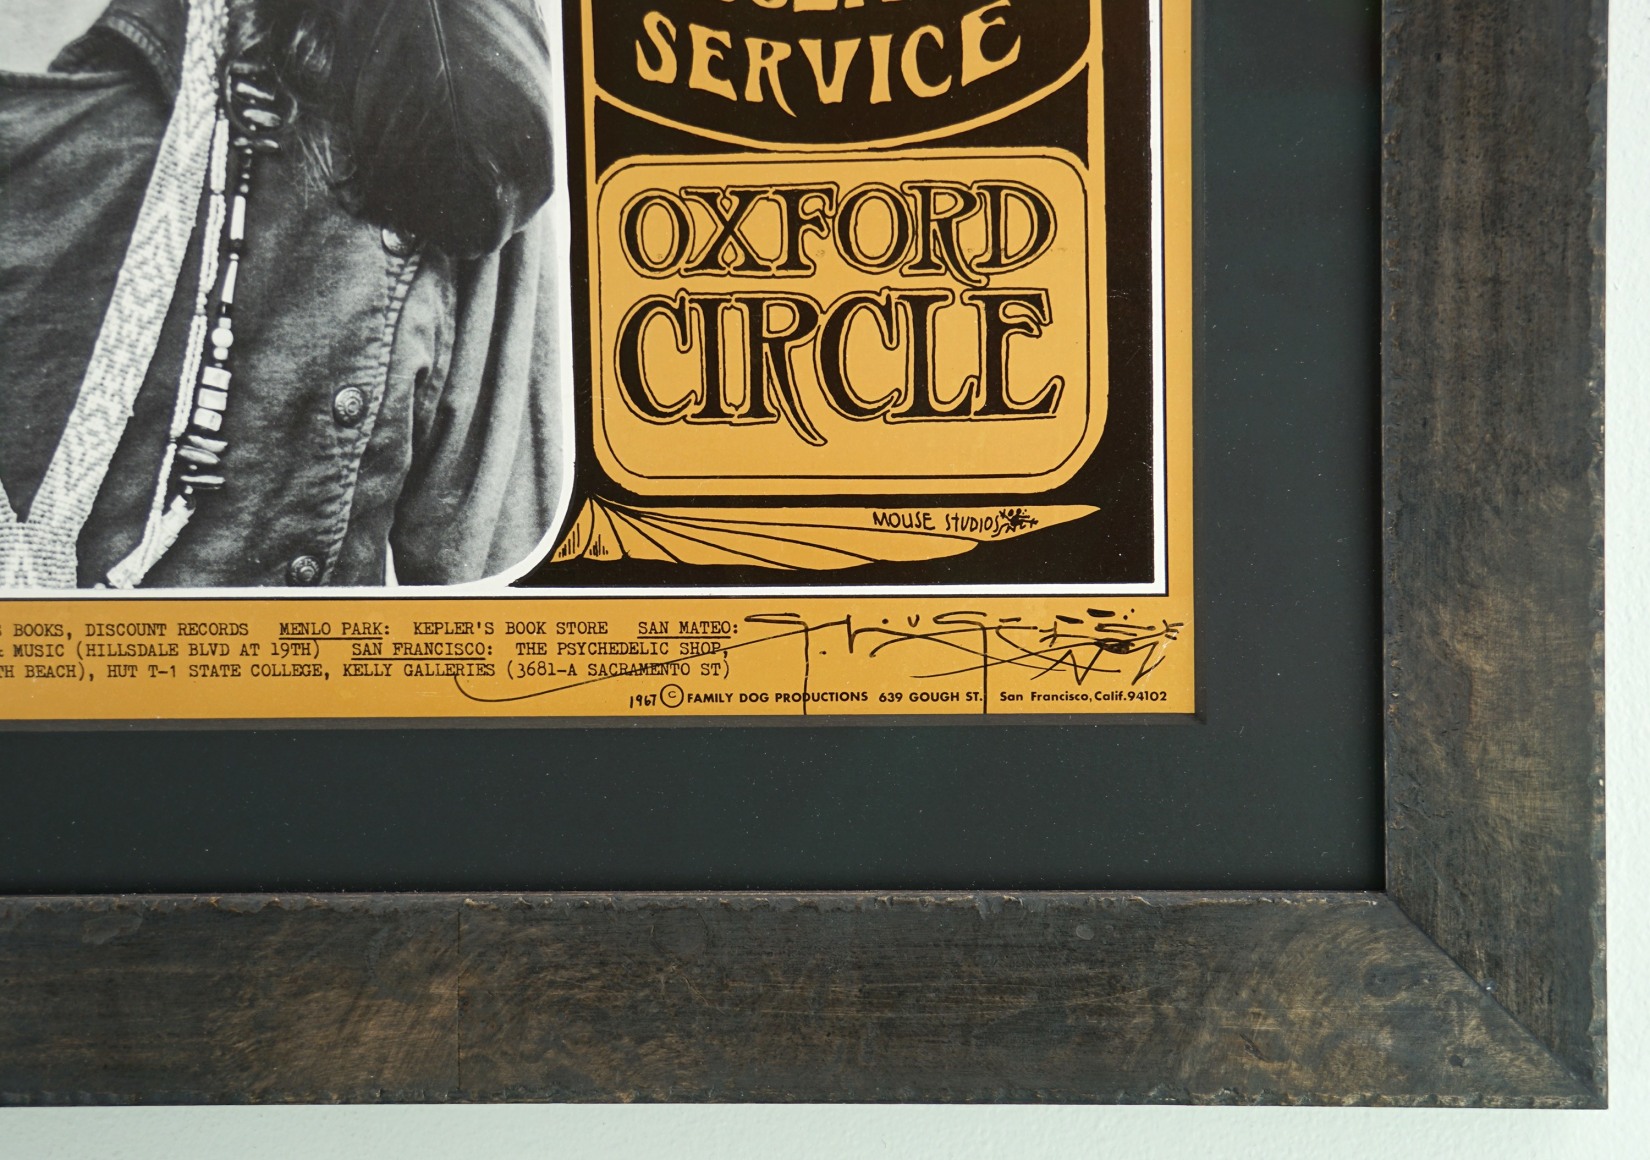 SERVICE
OXFORD
CIRCLE
MOUSE STUDIOS
BOOKS, DISCOUNT RECORDS MENLO PARK: KEPLER'S BOOK STORE SAN MATEO:
MUSIC (HILLSDALE BLVD AT 19TH) SAN FRANCISCO: THE PSYCHEDELIC SHOP,
BEACH), HUT T-1 STATE COLLEGE, KELLY GALLERIES (3681-A SACRAMENTO ST)
1967 © FAMILY DOG PRODUCTIONS 639 GOUGH ST. San Francisco, Calif. 94102